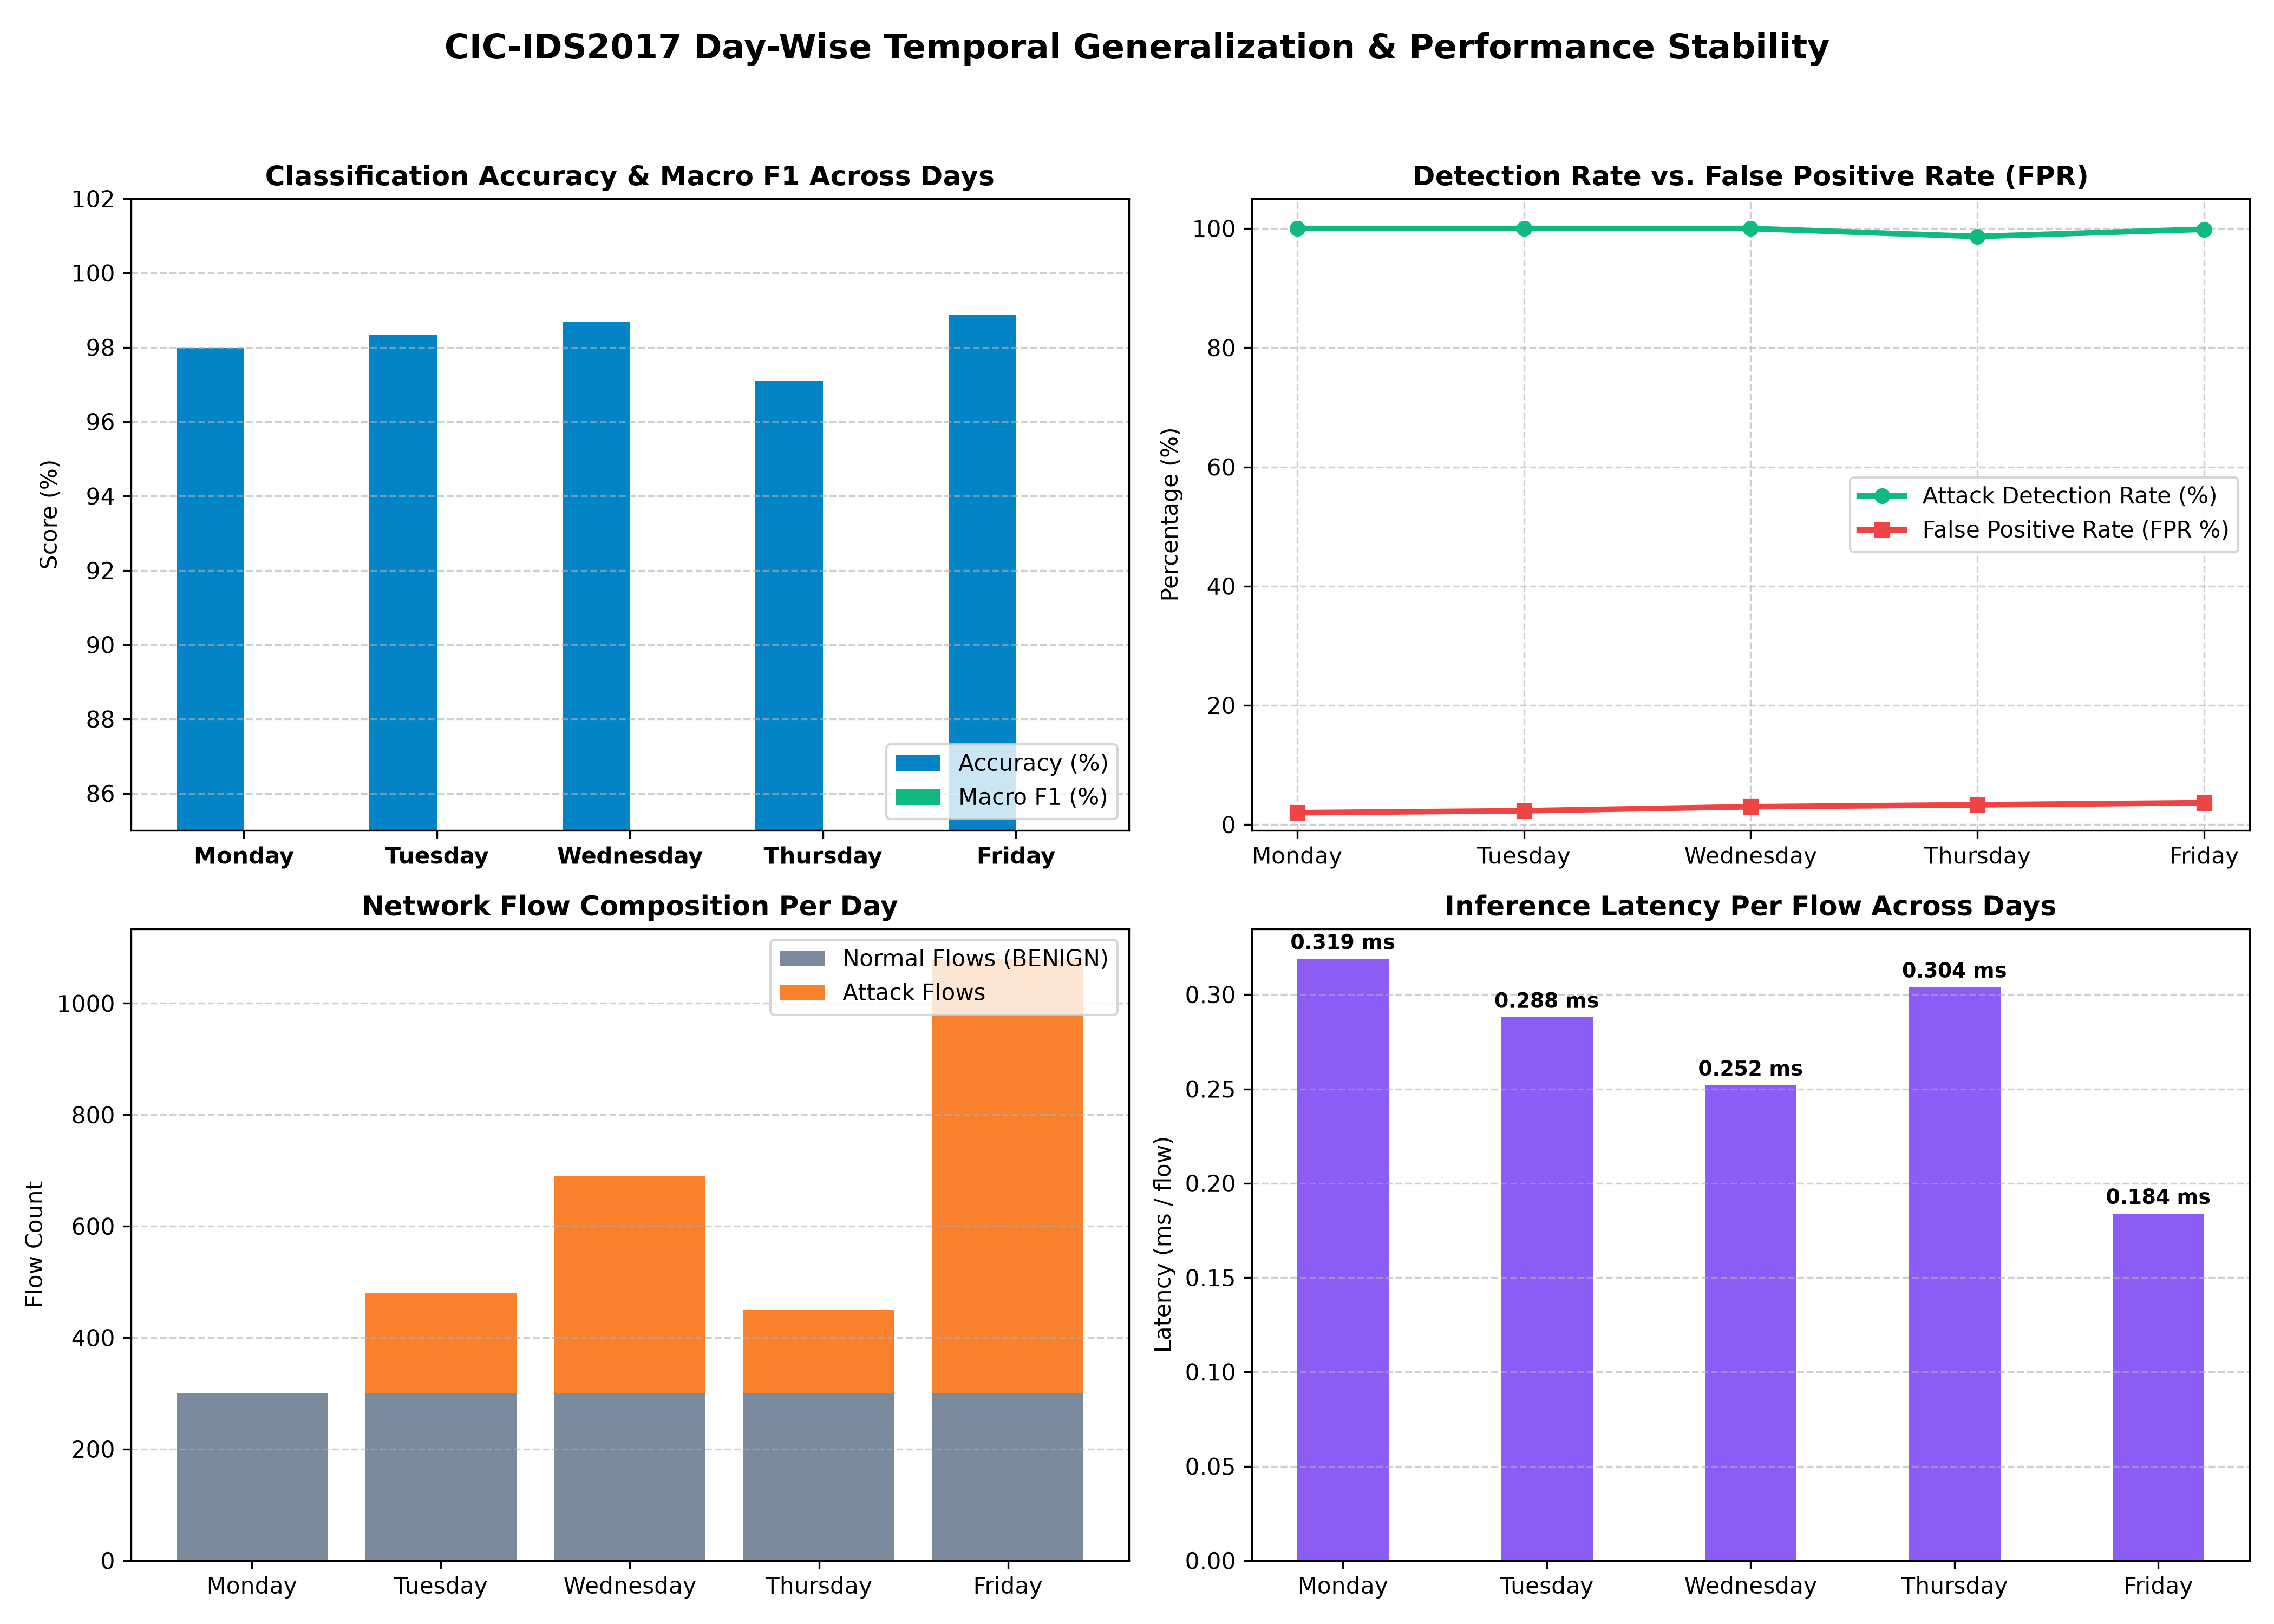 CIC-IDS2017 Day-Wise Temporal Generalization & Performance Stability
Classification Accuracy & Macro F1 Across Days
102
100
98
96
94
92
90
88
86
Score (%)
Accuracy (%)
Macro F1 (%)
Monday Tuesday Wednesday Thursday Friday
Detection Rate vs. False Positive Rate (FPR)
100
80
60
40
20
0
Percentage (%)
Attack Detection Rate (%)
False Positive Rate (FPR %)
Monday Tuesday Wednesday Thursday Friday
Network Flow Composition Per Day
1000
800
600
400
200
0
Flow Count
Normal Flows (BENIGN)
Attack Flows
Monday Tuesday Wednesday Thursday Friday
Inference Latency Per Flow Across Days
0.30
0.25
0.20
0.15
0.10
0.05
0.00
Latency (ms / flow)
0.319 ms
0.288 ms
0.252 ms
0.304 ms
0.184 ms
Monday Tuesday Wednesday Thursday Friday